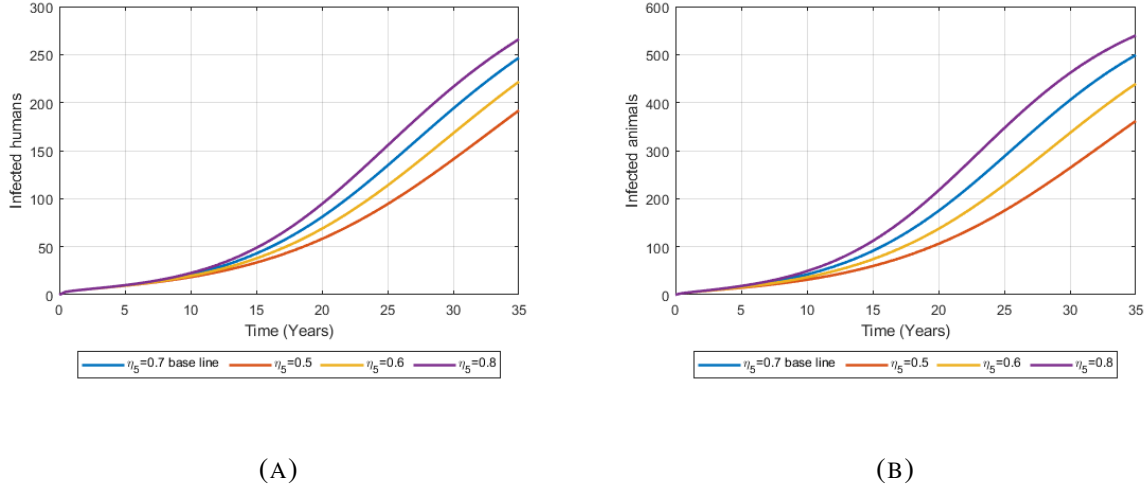 300
250
200
150
100
50
0
Infected humans
0 5 10 15 20 25 30 35
Time (Years)
η5=0.7 base line η5=0.5 η5=0.6 η5=0.8
(A)
600
500
400
300
200
100
0
Infected animals
0 5 10 15 20 25 30 35
Time (Years)
η5=0.7 base line η5=0.5 η5=0.6 η5=0.8
(B)